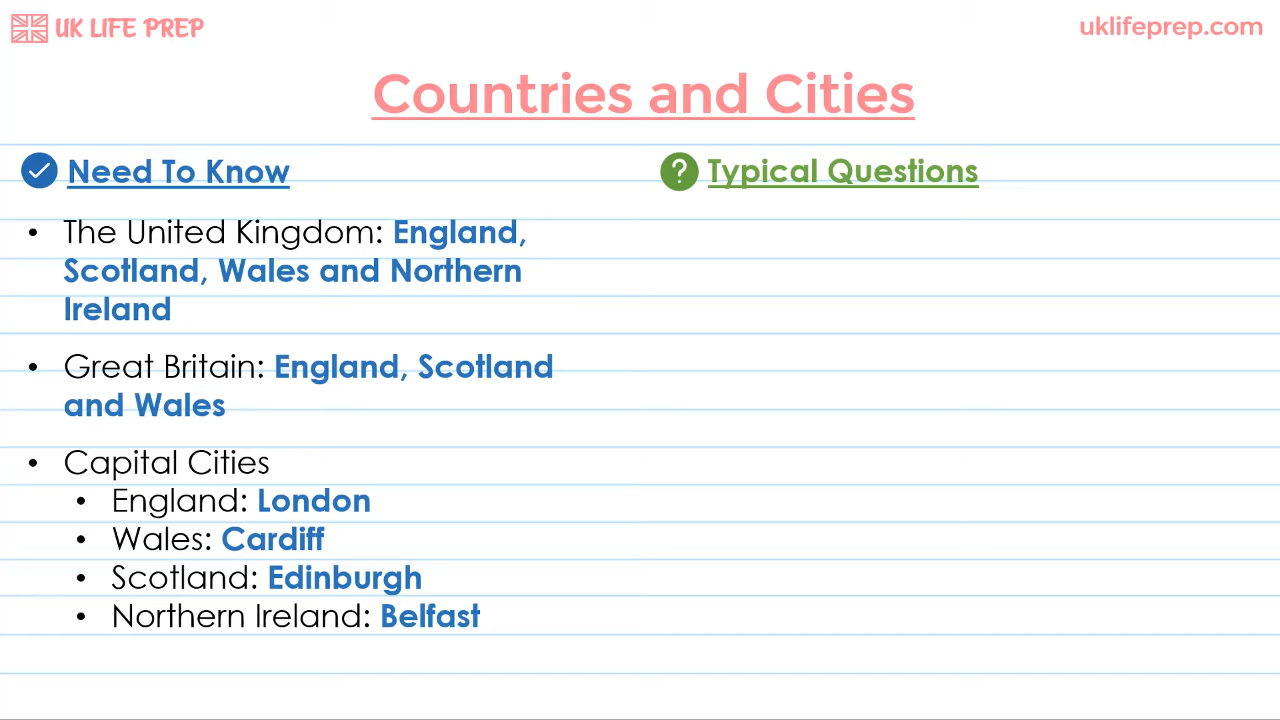 UK LIFE PREP
uklifeprep.com
Countries and Cities
Need To Know
• The United Kingdom: England,
Scotland, Wales and Northern
Ireland
• Great Britain: England, Scotland
and Wales
• Capital Cities
• England: London
• Wales: Cardiff
• Scotland: Edinburgh
• Northern Ireland: Belfast
? Typical Questions